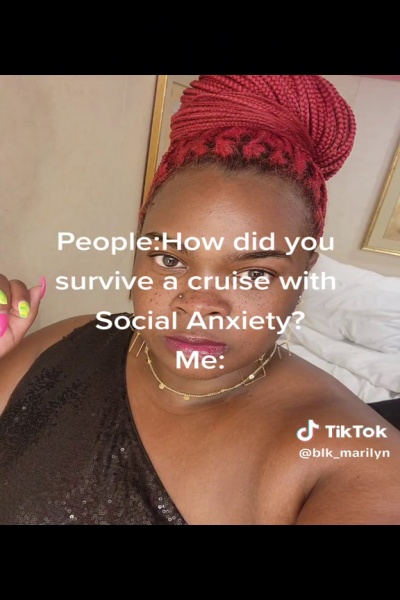 People:How did you
survive a cruise with
Social Anxiety?
Me:
TikTok
@blk_marilyn